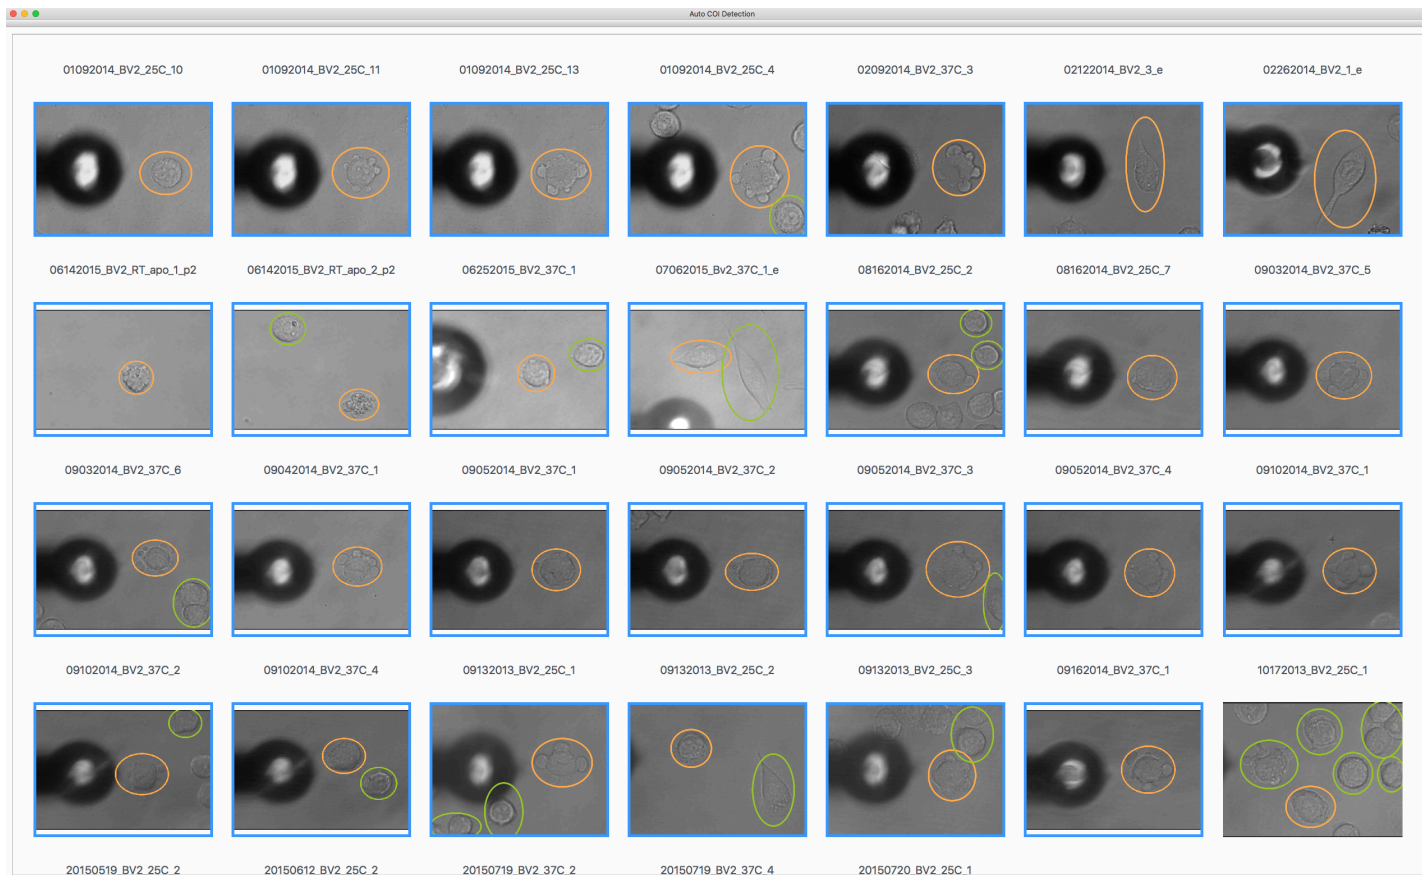 Auto COI Detection
01092014_BV2_25C_10 01092014_BV2_25C_11 01092014_BV2_25C_13 01092014_BV2_25C_4 02092014_BV2_37C_3 02122014_BV2_3_e 02262014_BV2_1_e
06142015_BV2_RT_apo_1_p2 06142015_BV2_RT_apo_2_p2 06252015_BV2_37C_1 07062015_Bv2_37C_1_e 08162014_BV2_25C_2 08162014_BV2_25C_7 09032014_BV2_37C_5
09032014_BV2_37C_6 09042014_BV2_37C_1 09052014_BV2_37C_1 09052014_BV2_37C_2 09052014_BV2_37C_3 09052014_BV2_37C_4 09102014_BV2_37C_1
09102014_BV2_37C_2 09102014_BV2_37C_4 09132013_BV2_25C_1 09132013_BV2_25C_2 09132013_BV2_25C_3 09162014_BV2_37C_1 10172013_BV2_25C_1
20150519_BV2_25C_2 20150612_BV2_25C_2 20150719_BV2_37C_2 20150719_BV2_37C_4 20150720_BV2_25C_1